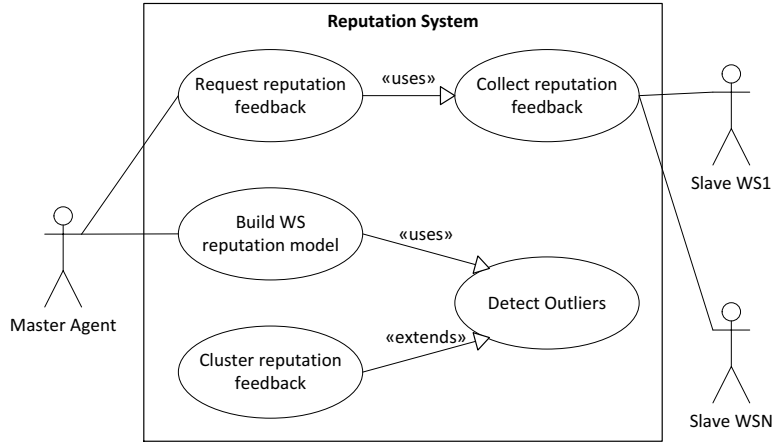 Reputation System
Request reputation
feedback
«uses»
Collect reputation
feedback
Slave WS1
Build WS
reputation model
«uses»
Master Agent
Detect Outliers
«extends»
Cluster reputation
feedback
Slave WSN